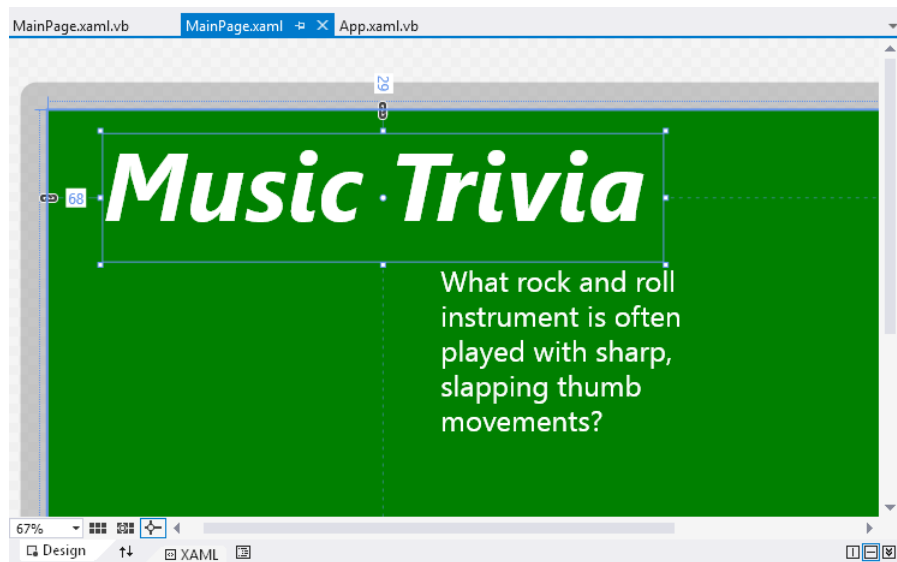 MainPage.xaml.vb MainPage.xaml App.xaml.vb
29
68
Music Trivia
What rock and roll
instrument is often
played with sharp,
slapping thumb
movements?
67%
Design XAML